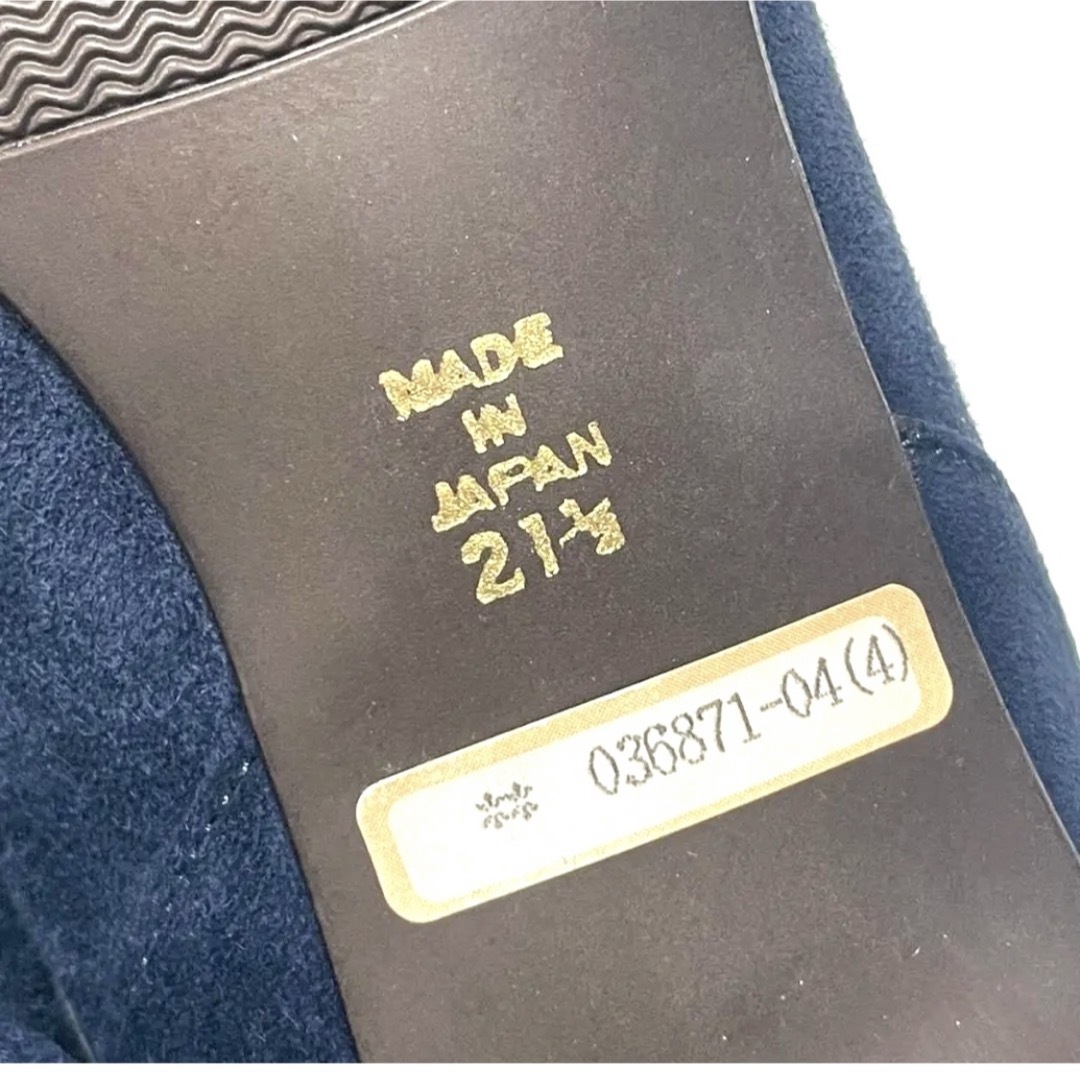 MADE
IN
JAPAN
21½
036871-04(4)